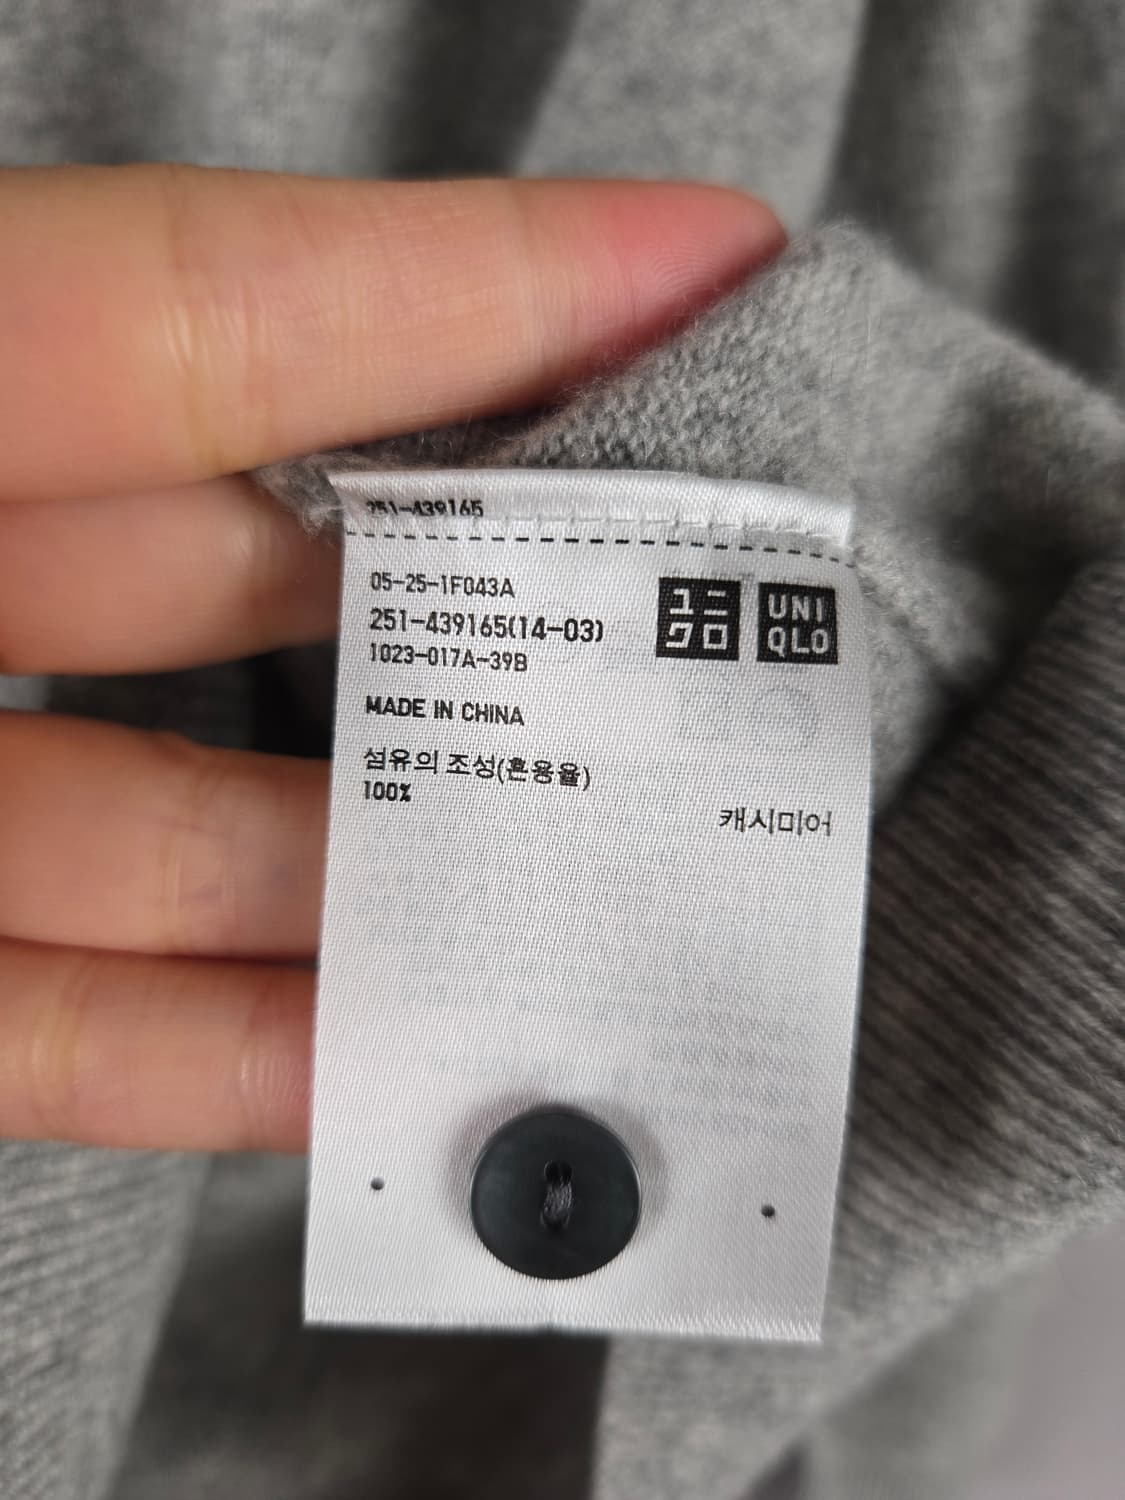 251-439165
05-25-1F043A
251-439165(14-03)
1023-017A-39B
ユニ
クロ
UNI
QLO
MADE IN CHINA
섬유의 조성(혼용율)
100%
캐시미어